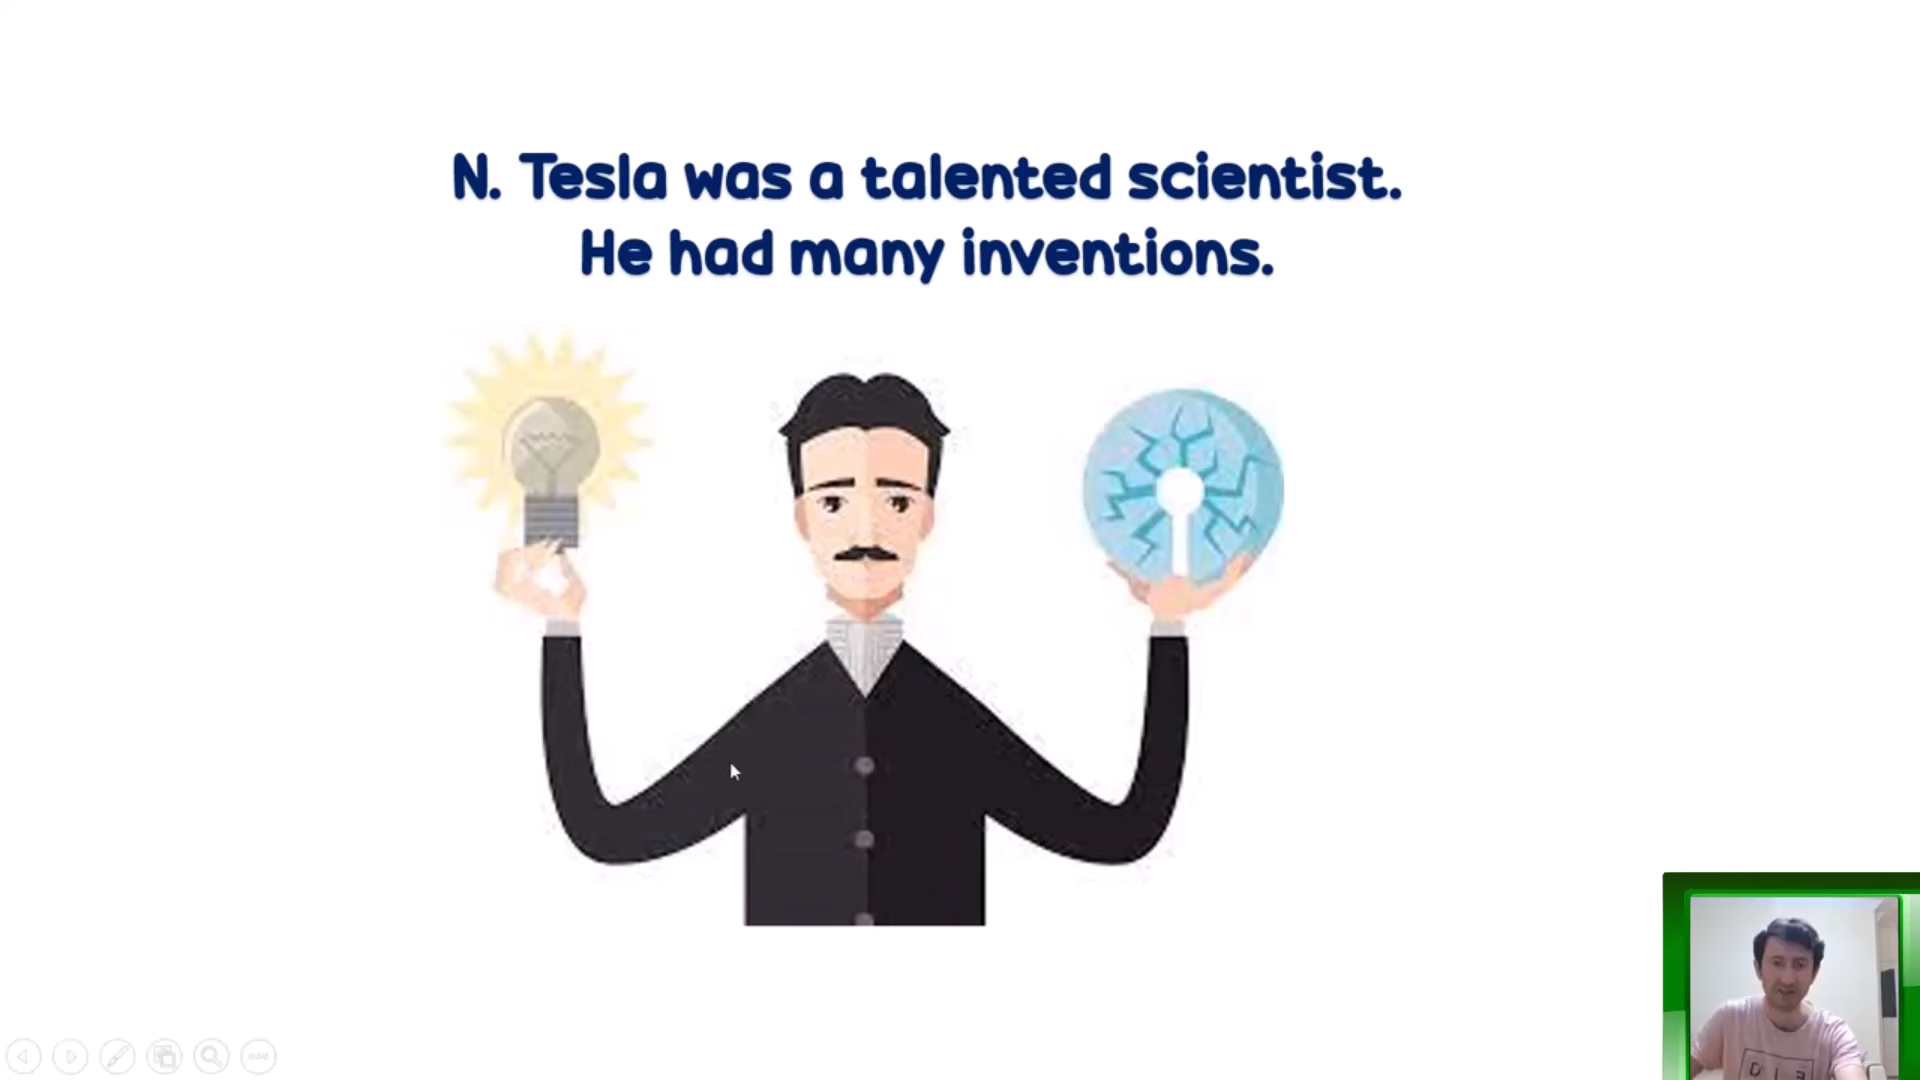 N. Tesla was a talented scientist.
He had many inventions.